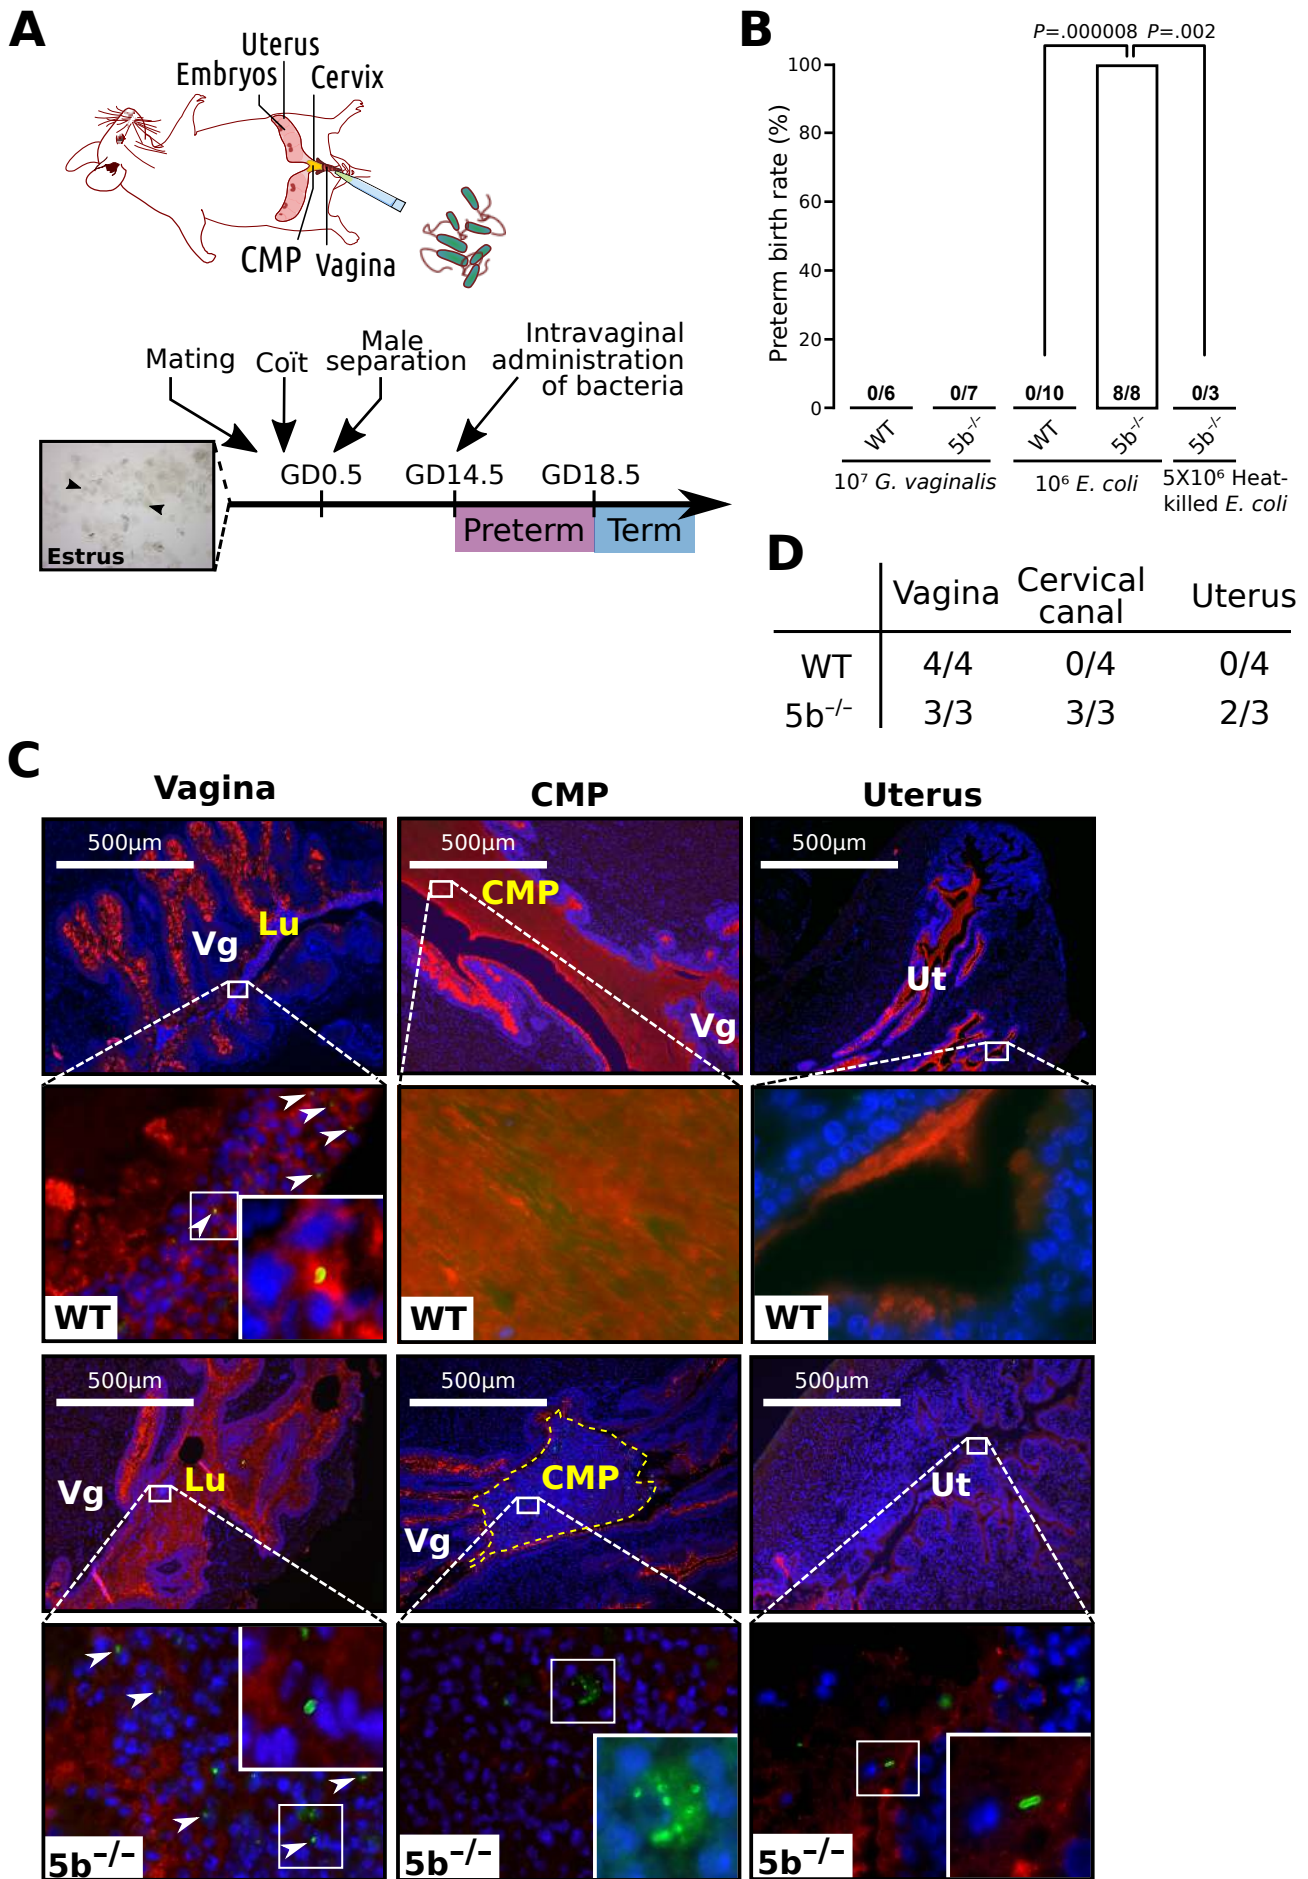 A
Uterus
Embryos
Cervix
CMP
Vagina
Mating
Coït
Male
separation
Intravaginal
administration
of bacteria
GD0.5
GD14.5
GD18.5
Preterm
Term
Estrus
B
P=.000008
P=.002
Preterm birth rate (%)
100
80
60
40
20
0
0/6
0/7
0/10
8/8
0/3
WT
5b⁻/⁻
WT
5b⁻/⁻
5b⁻/⁻
10⁷ G. vaginalis
10⁶ E. coli
5X10⁶ Heat-
killed E. coli
D
Vagina
Cervical
canal
Uterus
WT 4/4 0/4 0/4
5b⁻/⁻ 3/3 3/3 2/3
C
Vagina
CMP
Uterus
500µm
Lu
Vg
500µm
CMP
Vg
500µm
Ut
WT
WT
WT
500µm
Vg
Lu
500µm
CMP
Vg
500µm
Ut
5b⁻/⁻
5b⁻/⁻
5b⁻/⁻